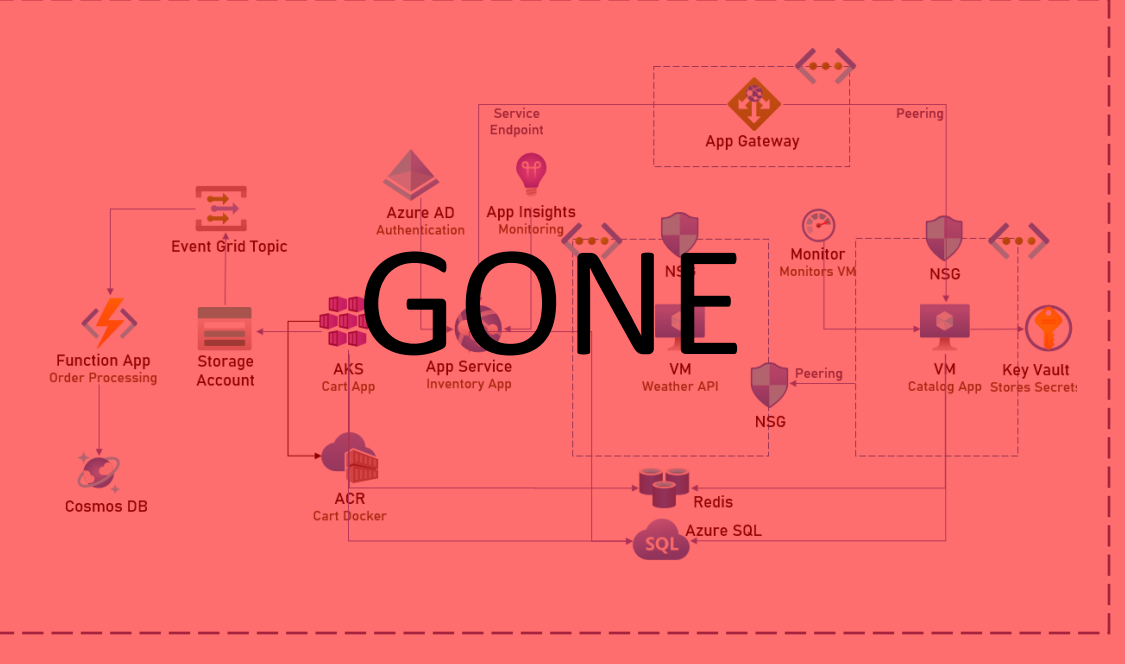 Service
Endpoint
Peering
App Gateway
Azure AD
Authentication
App Insights
Monitoring
Event Grid Topic
NSG
Monitor
Monitors VM
NSG
GONE
Function App
Order Processing
Storage
Account
AKS
Cart App
App Service
Inventory App
VM
Weather API
Peering
VM
Catalog App
Key Vault
Stores Secrets
NSG
Cosmos DB
ACR
Cart Docker
Redis
Azure SQL
SQL